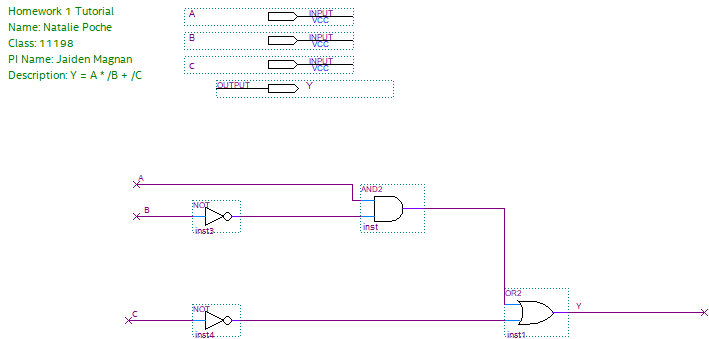 Homework 1 Tutorial
Name: Natalie Poche
Class: 11198
PI Name: Jaiden Magnan
Description: Y = A * /B + /C
A INPUT
VCC
B INPUT
VCC
C INPUT
VCC
OUTPUT Y
A
AND2
B
NOT
inst3
inst
OR2
C
NOT
Y
inst4
inst1